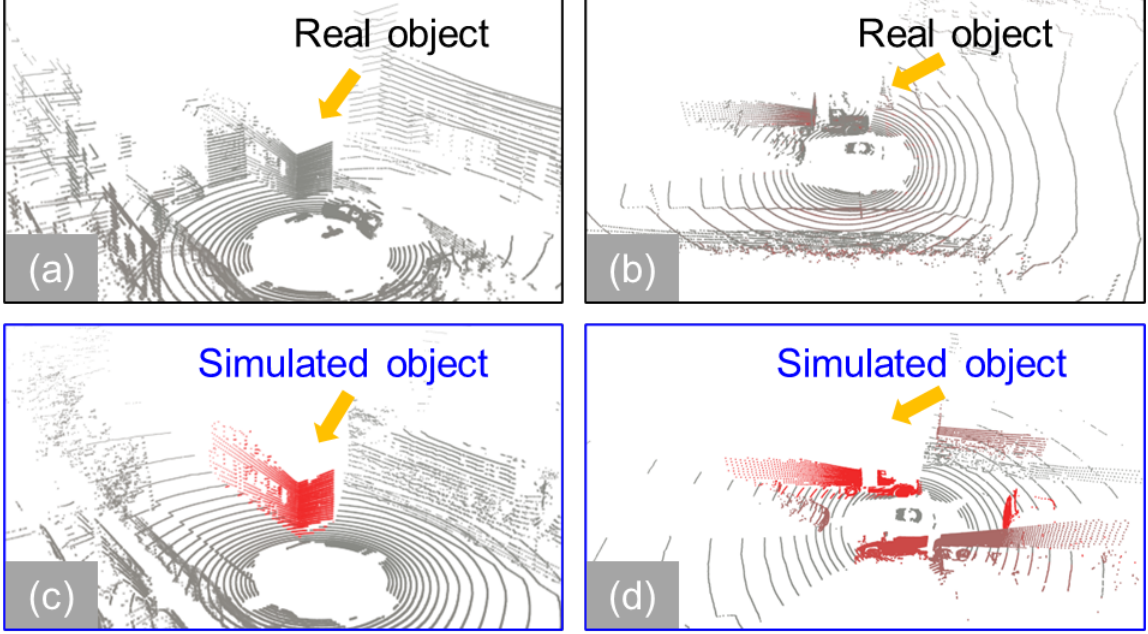 Real object
(a)
Real object
(b)
Simulated object
(c)
Simulated object
(d)